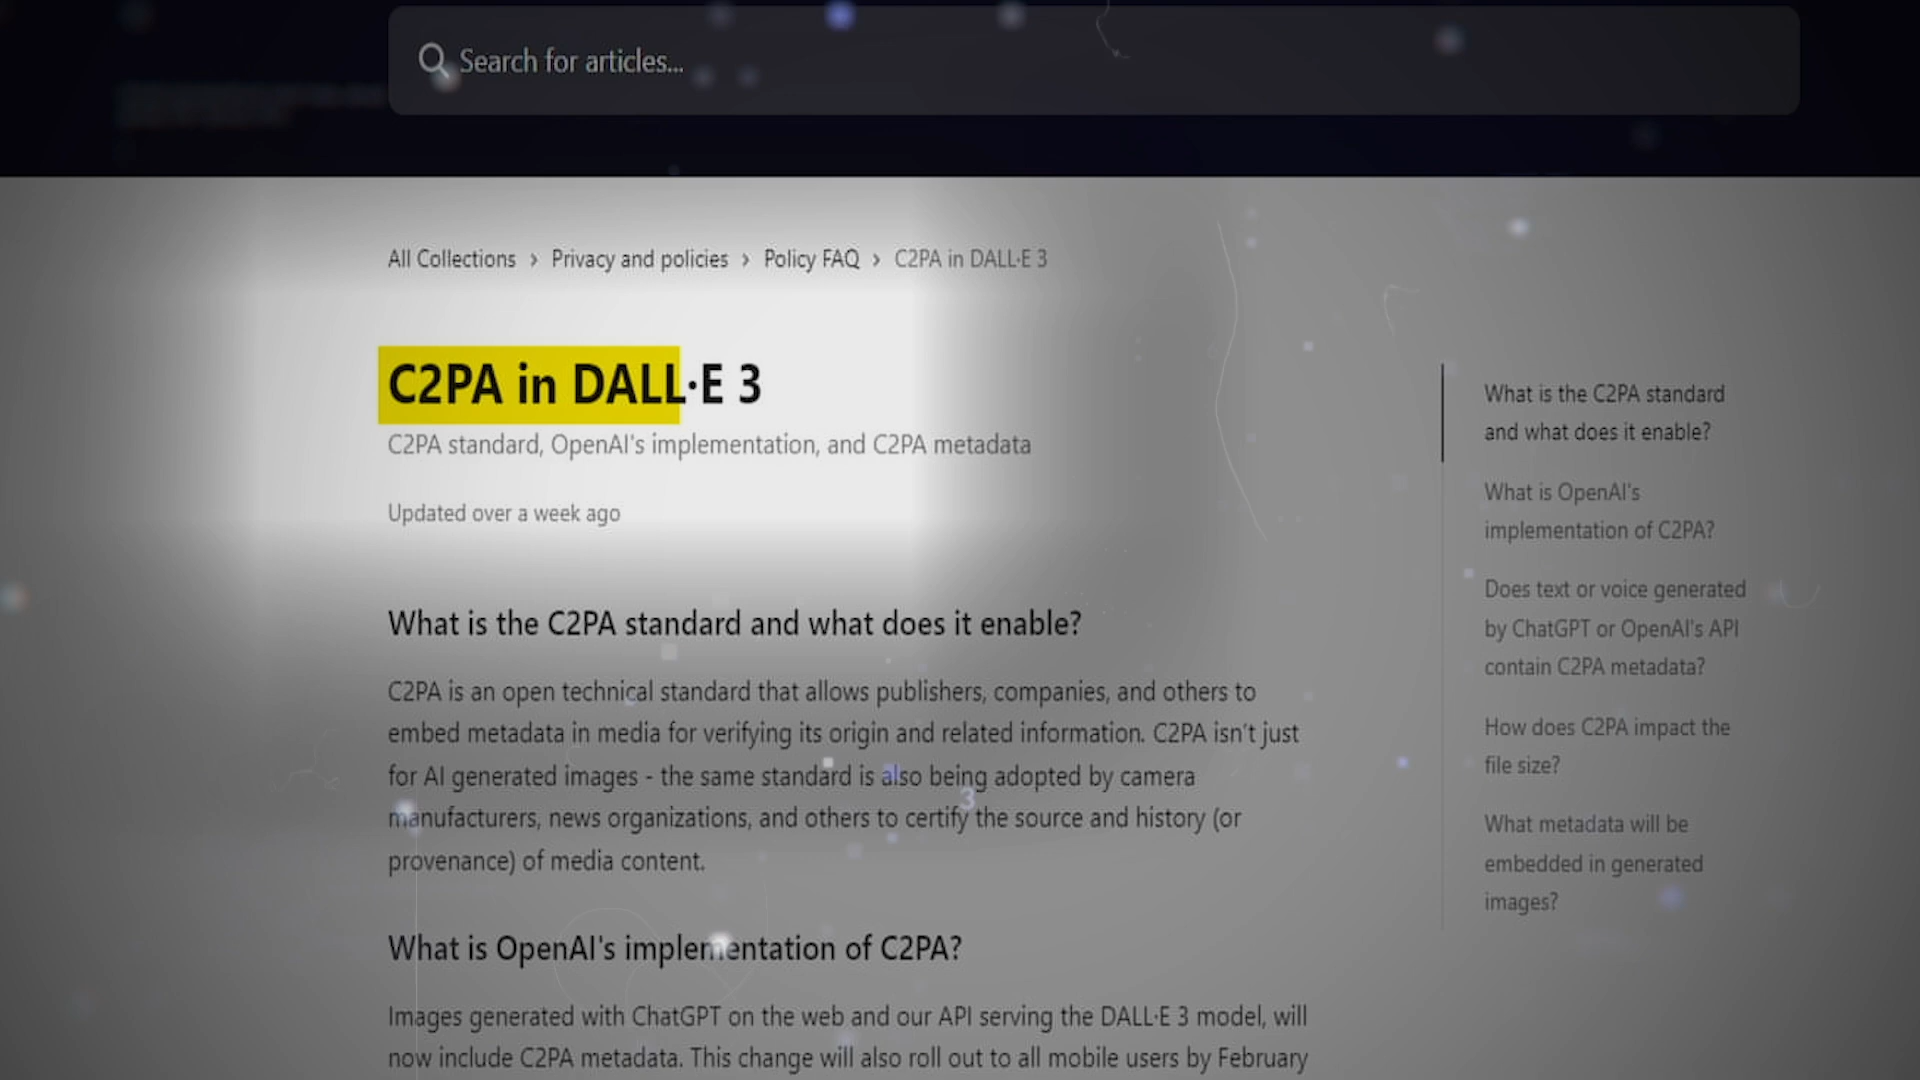 Search for articles...
All Collections > Privacy and policies > Policy FAQ > C2PA in DALL·E 3
C2PA in DALL·E 3
C2PA standard, OpenAI's implementation, and C2PA metadata
Updated over a week ago
What is the C2PA standard and what does it enable?
C2PA is an open technical standard that allows publishers, companies, and others to
embed metadata in media for verifying its origin and related information. C2PA isn’t just
for AI generated images - the same standard is also being adopted by camera
manufacturers, news organizations, and others to certify the source and history (or
provenance) of media content.
What is OpenAI's implementation of C2PA?
Images generated with ChatGPT on the web and our API serving the DALL·E 3 model, will
now include C2PA metadata. This change will also roll out to all mobile users by February
What is the C2PA standard
and what does it enable?
What is OpenAI's
implementation of C2PA?
Does text or voice generated
by ChatGPT or OpenAI's API
contain C2PA metadata?
How does C2PA impact the
file size?
What metadata will be
embedded in generated
images?
3